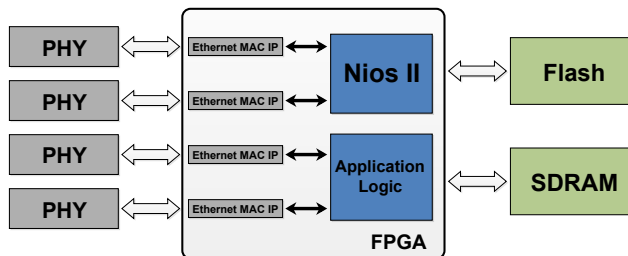 PHY
Ethernet MAC IP
Nios II
Flash
PHY
Ethernet MAC IP
PHY
Ethernet MAC IP
Application
Logic
SDRAM
PHY
Ethernet MAC IP
FPGA